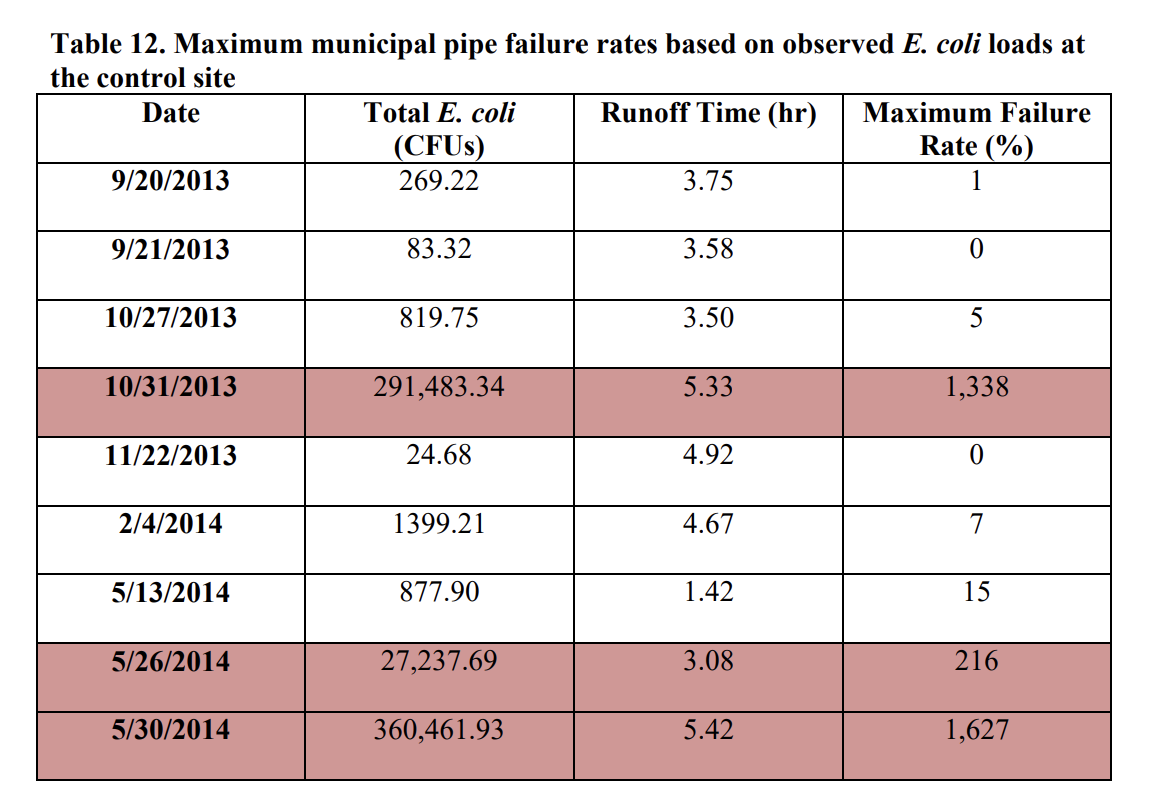 Table 12. Maximum municipal pipe failure rates based on observed E. coli loads at
the control site
Date Total E. coli Runoff Time (hr) Maximum Failure
(CFUs) Rate (%)
9/20/2013 269.22 3.75 1
9/21/2013 83.32 3.58 0
10/27/2013 819.75 3.50 5
10/31/2013 291,483.34 5.33 1,338
11/22/2013 24.68 4.92 0
2/4/2014 1399.21 4.67 7
5/13/2014 877.90 1.42 15
5/26/2014 27,237.69 3.08 216
5/30/2014 360,461.93 5.42 1,627